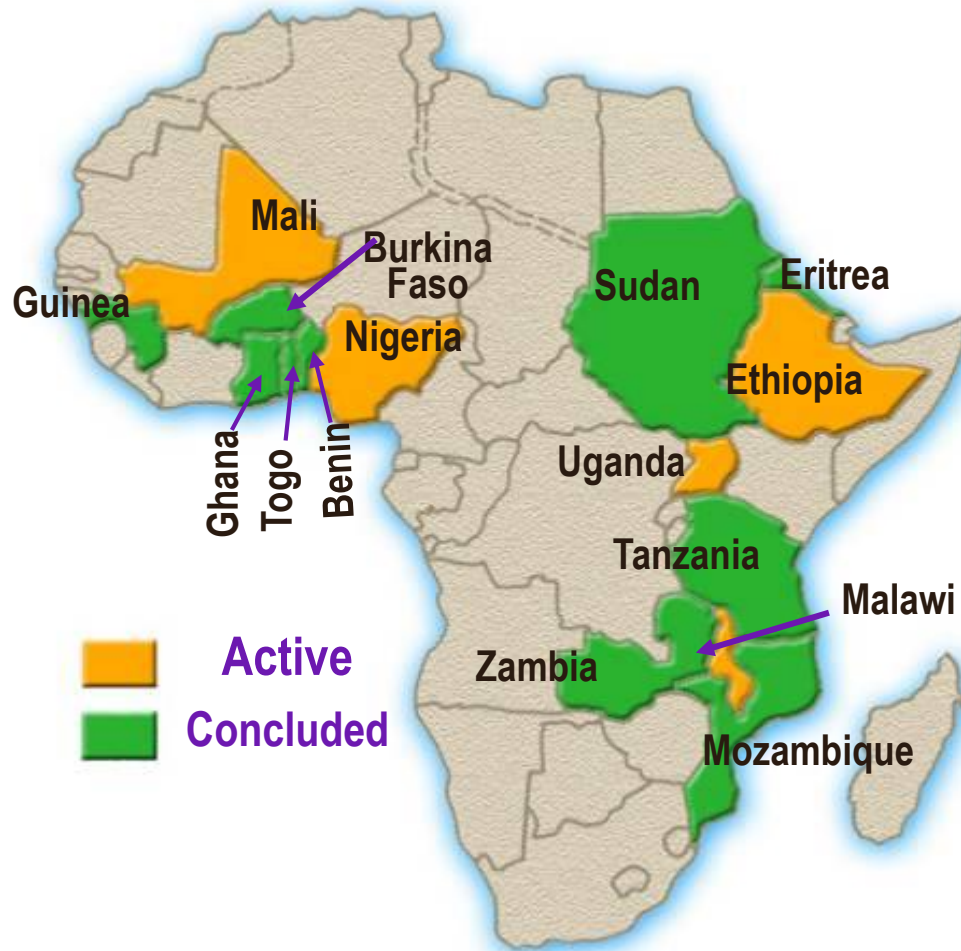 Mali
Burkina
Faso
Guinea
Sudan
Eritrea
Nigeria
Ethiopia
Ghana
Togo
Benin
Uganda
Tanzania
Malawi
Active
Zambia
Concluded
Mozambique